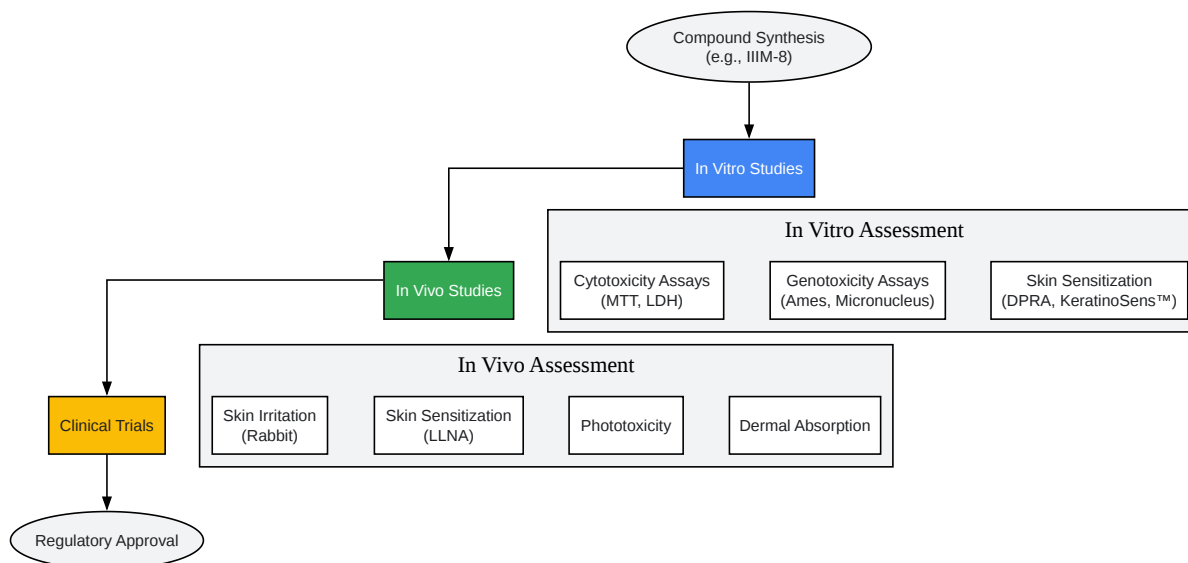 Compound Synthesis
(e.g., IIIM-8)
In Vitro Studies
In Vitro Assessment
Cytotoxicity Assays
(MTT, LDH)
Genotoxicity Assays
(Ames, Micronucleus)
Skin Sensitization
(DPRA, KeratinoSens™)
In Vivo Studies
In Vivo Assessment
Skin Irritation
(Rabbit)
Skin Sensitization
(LLNA)
Phototoxicity
Dermal Absorption
Clinical Trials
Regulatory Approval